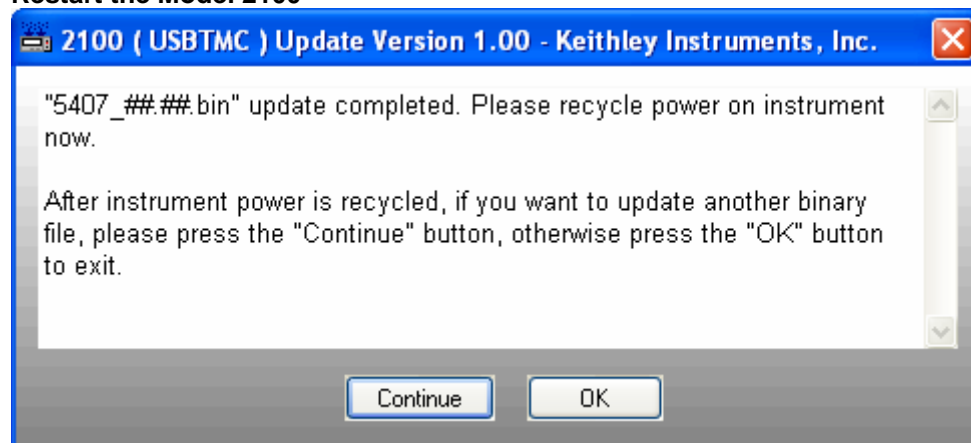 Restart the Model 2100
2100 ( USBTMC ) Update Version 1.00 - Keithley Instruments, Inc.
"5407_##.##.bin" update completed. Please recycle power on instrument
now.
After instrument power is recycled, if you want to update another binary
file, please press the "Continue" button, otherwise press the "OK" button
to exit.
Continue
OK